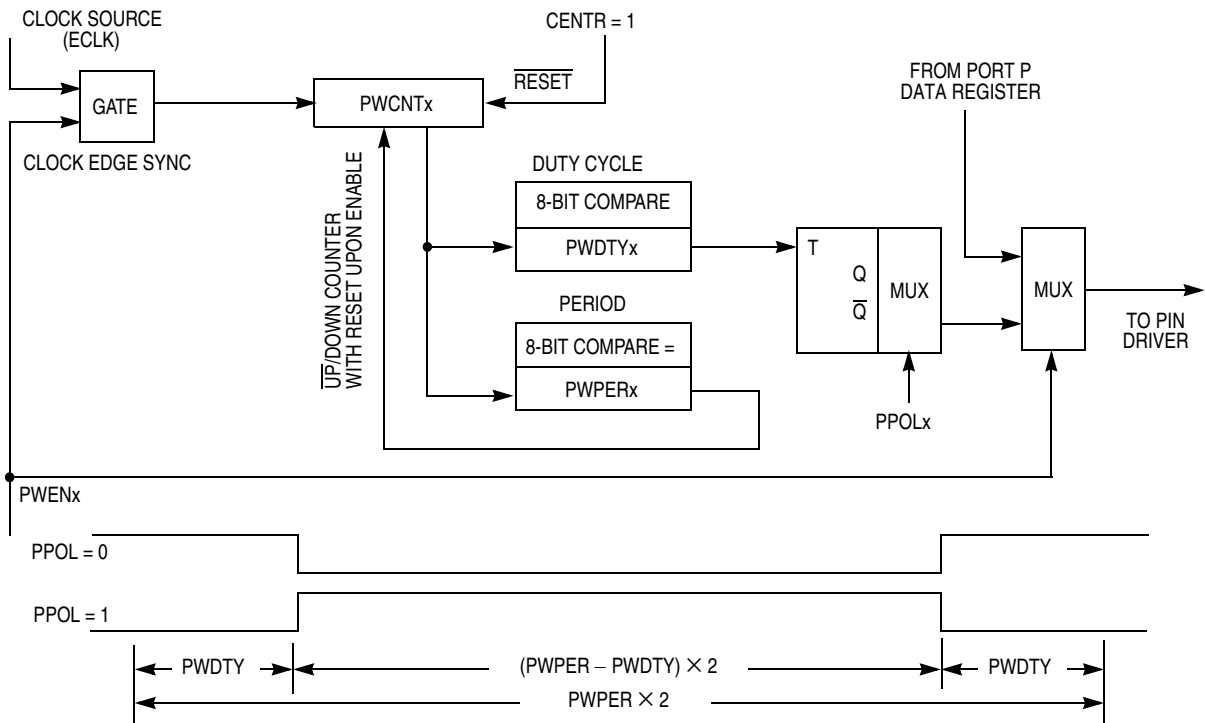 CLOCK SOURCE
(ECLK)
CENTR = 1
R̅E̅S̅E̅T̅
FROM PORT P
DATA REGISTER
GATE
PWCNTx
CLOCK EDGE SYNC
U̅P̅/DOWN COUNTER
WITH RESET UPON ENABLE
DUTY CYCLE
8-BIT COMPARE
PWDTYx
T
Q
Q̅
MUX
MUX
TO PIN
DRIVER
PERIOD
8-BIT COMPARE =
PWPERx
PPOLx
PWENx
PPOL = 0
PPOL = 1
PWDTY
(PWPER – PWDTY) × 2
PWDTY
PWPER × 2